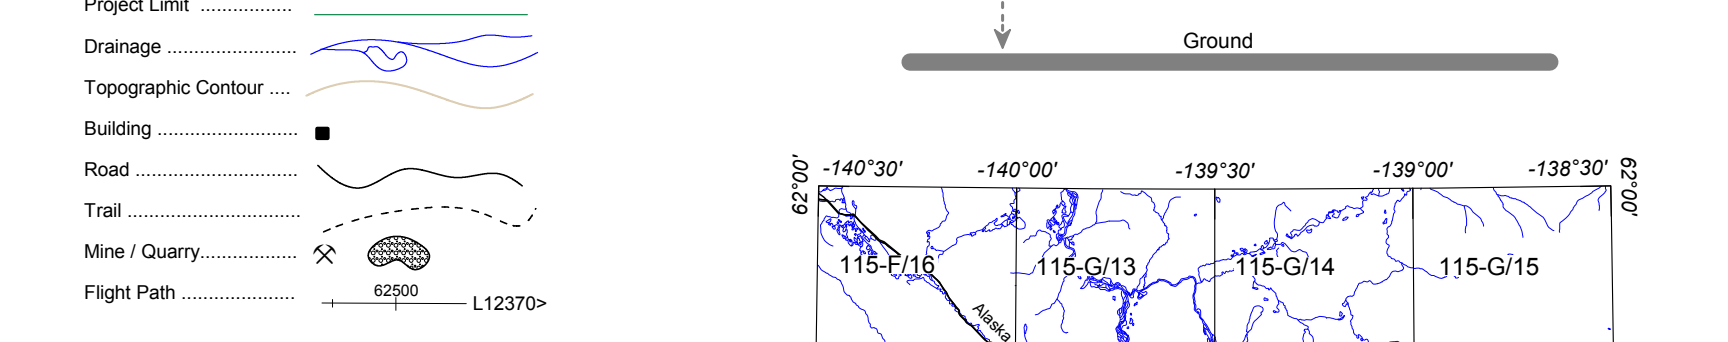 Project Limit .................
Drainage ........................
Topographic Contour ....
Building ..........................
Road ..............................
Trail ................................
Mine / Quarry..................
Flight Path .....................
62500
L12370>
Ground
-140°30' -140°00' -139°30' -139°00' -138°30'
62°00' 62°00'
115-F/16 115-G/13 115-G/14 115-G/15
Alaska